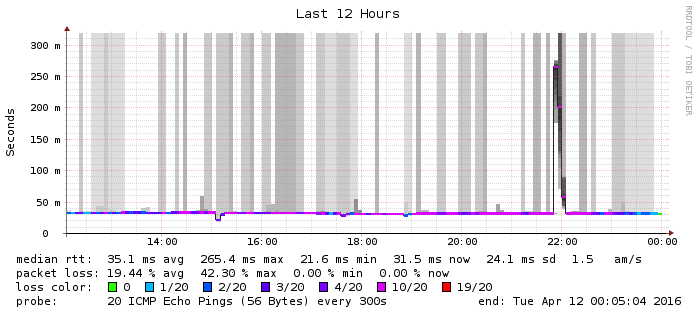 Last 12 Hours
RRDTOOL / TOBI OETIKER
Seconds
300 m
250 m
200 m
150 m
100 m
50 m
0
14:00 16:00 18:00 20:00 22:00 00:00
median rtt: 35.1 ms avg 265.4 ms max 21.6 ms min 31.5 ms now 24.1 ms sd 1.5 am/s
packet loss: 19.44 % avg 42.30 % max 0.00 % min 0.00 % now
loss color: 0 1/20 2/20 3/20 4/20 10/20 19/20
probe: 20 ICMP Echo Pings (56 Bytes) every 300s end: Tue Apr 12 00:05:04 2016